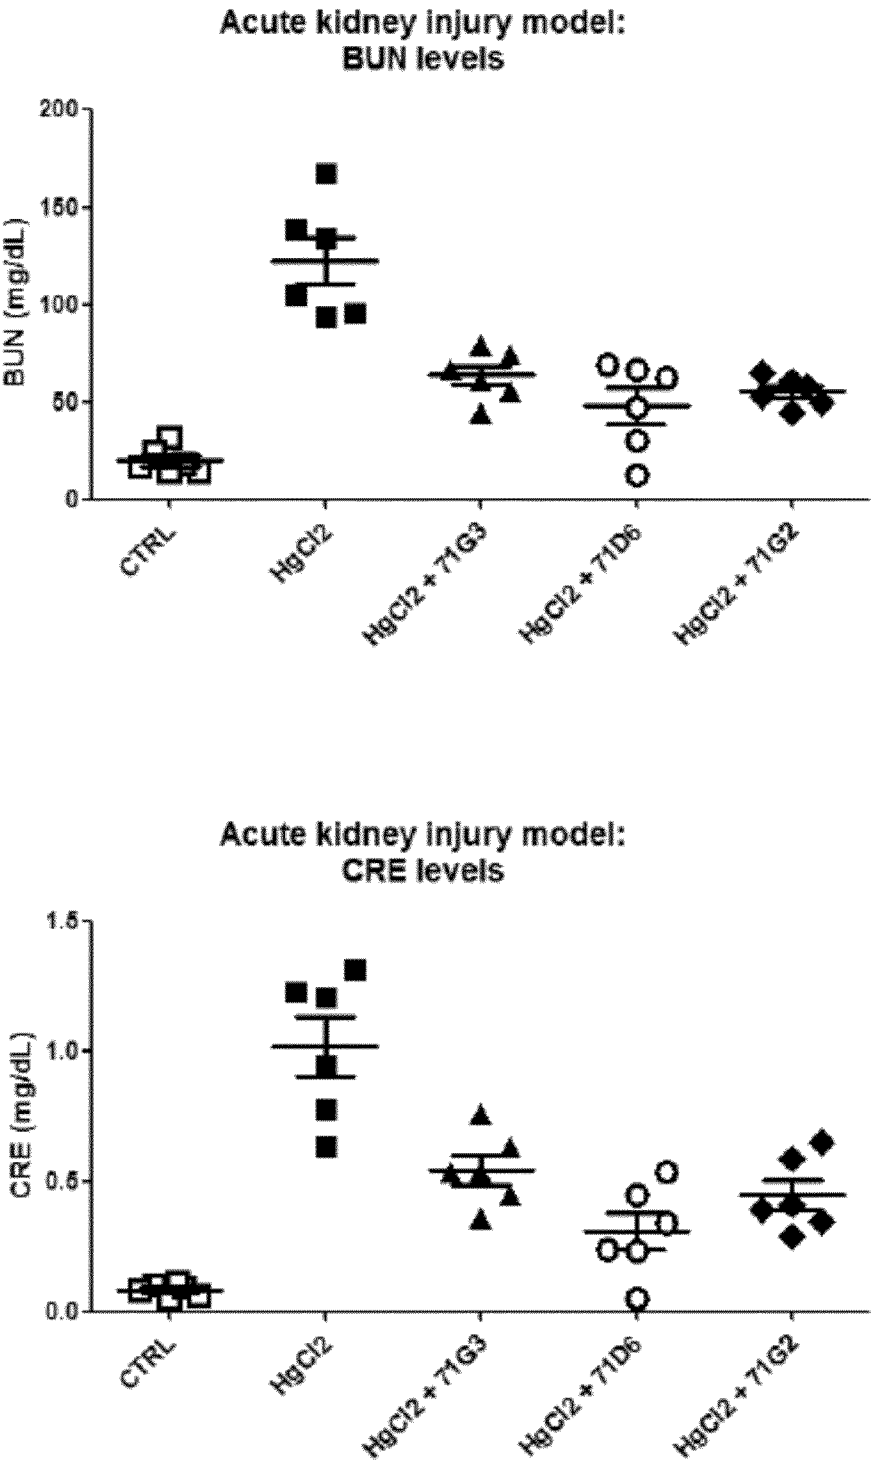 Acute kidney injury model:
BUN levels
200
150
100
50
0
BUN (mg/dL)
CTRL
HgCl2
HgCl2 + 71G3
HgCl2 + 71D6
HgCl2 + 71G2
Acute kidney injury model:
CRE levels
1.5
1.0
0.5
0.0
CRE (mg/dL)
CTRL
HgCl2
HgCl2 + 71G3
HgCl2 + 71D6
HgCl2 + 71G2